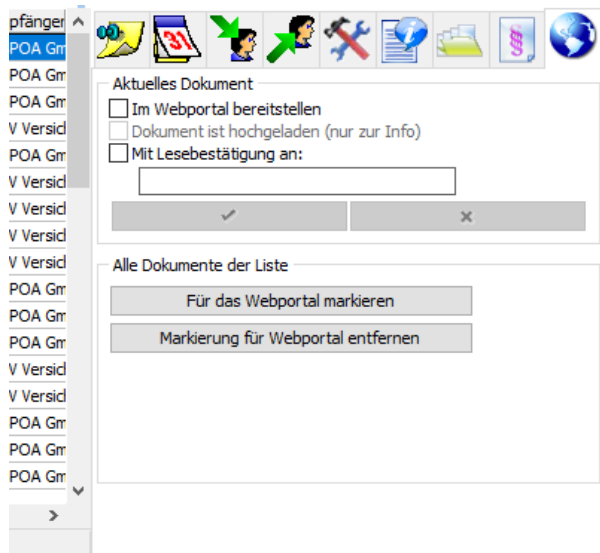 pfänger
POA Gm
POA Gm
POA Gm
V Versicl
POA Gm
V Versicl
V Versicl
V Versicl
V Versicl
POA Gm
POA Gm
POA Gm
V Versicl
V Versicl
POA Gm
POA Gm
POA Gm
31
§
Aktuelles Dokument
Im Webportal bereitstellen
Dokument ist hochgeladen (nur zur Info)
Mit Lesebestätigung an:
Alle Dokumente der Liste
Für das Webportal markieren
Markierung für Webportal entfernen